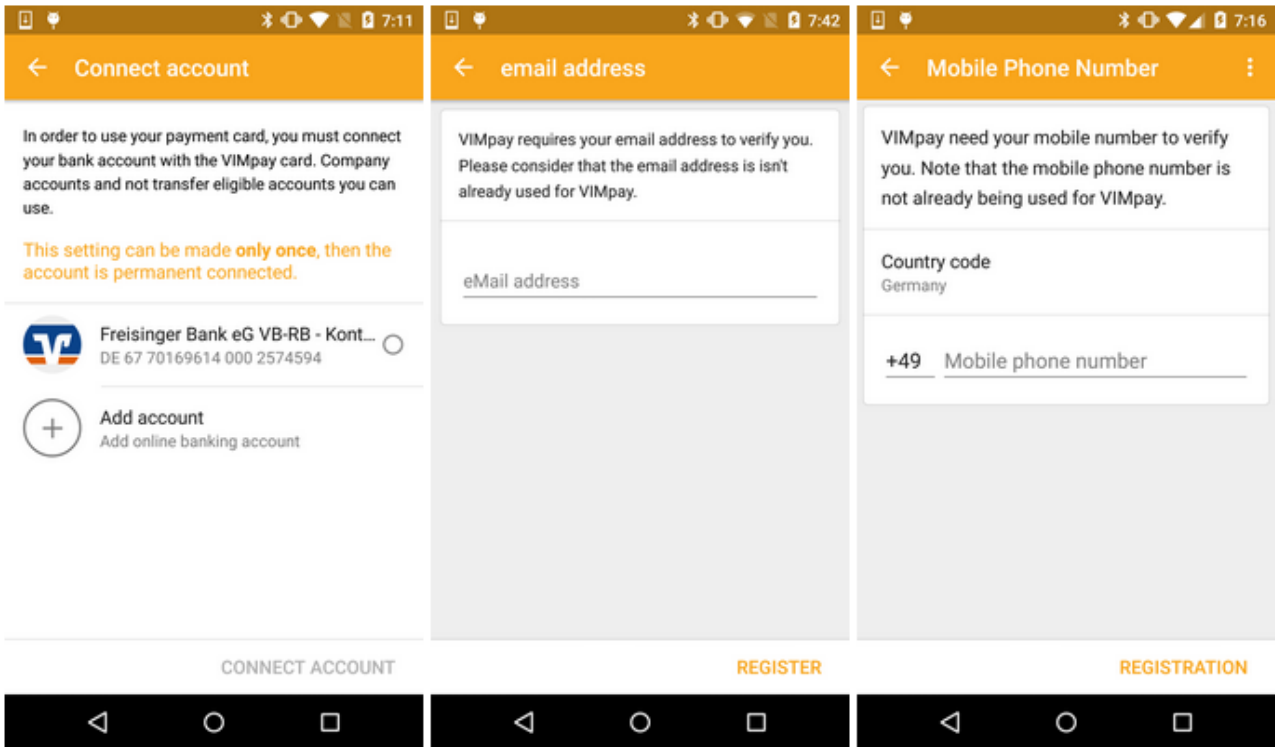 7:11
Connect account
In order to use your payment card, you must connect
your bank account with the VIMpay card. Company
accounts and not transfer eligible accounts you can
use.
This setting can be made only once, then the
account is permanent connected.
Freisinger Bank eG VB-RB - Kont...
DE 67 70169614 000 2574594
Add account
Add online banking account
CONNECT ACCOUNT
7:42
email address
VIMpay requires your email address to verify you.
Please consider that the email address is isn't
already used for VIMpay.
eMail address
REGISTER
7:16
Mobile Phone Number
VIMpay need your mobile number to verify
you. Note that the mobile phone number is
not already being used for VIMpay.
Country code
Germany
+49 Mobile phone number
REGISTRATION